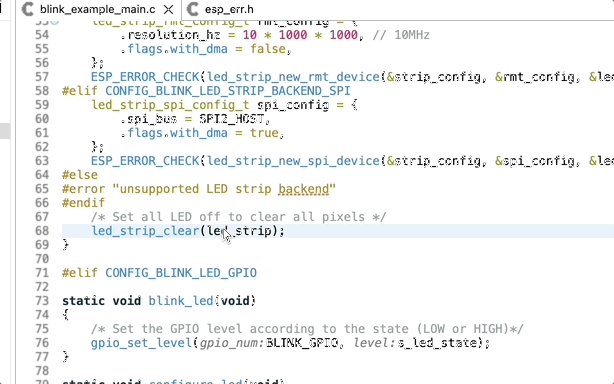 blink_example_main.c esp_err.h
53 led_strip_rmt_config_t rmt_config = {
54 .resolution_hz = 10 * 1000 * 1000, // 10MHz
55 .flags.with_dma = false,
56 };
57 ESP_ERROR_CHECK(led_strip_new_rmt_device(&strip_config, &rmt_config, &led
58 #elif CONFIG_BLINK_LED_STRIP_BACKEND_SPI
59 led_strip_spi_config_t spi_config = {
60 .spi_bus = SPI2_HOST,
61 .flags.with_dma = true,
62 };
63 ESP_ERROR_CHECK(led_strip_new_spi_device(&strip_config, &spi_config, &led
64 #else
65 #error "unsupported LED strip backend"
66 #endif
67 /* Set all LED off to clear all pixels */
68 led_strip_clear(led_strip);
69 }
70
71 #elif CONFIG_BLINK_LED_GPIO
72
73 static void blink_led(void)
74 {
75 /* Set the GPIO level according to the state (LOW or HIGH)*/
76 gpio_set_level(gpio_num:BLINK_GPIO, level:s_led_state);
77 }
78
79 static void configure_led(void)